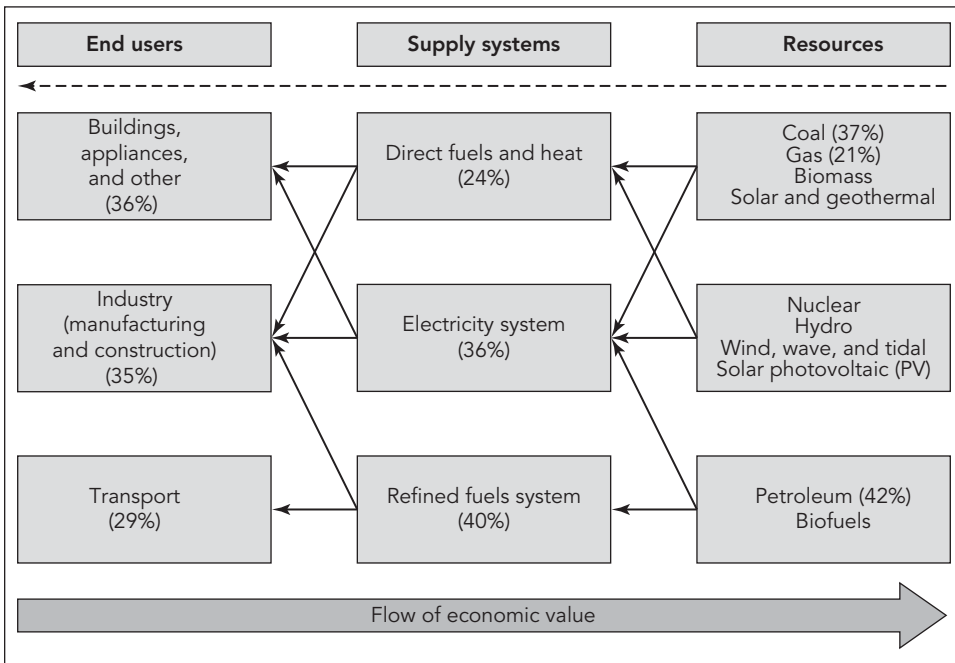 End users
Supply systems
Resources
Buildings,
appliances,
and other
(36%)
Direct fuels and heat
(24%)
Coal (37%)
Gas (21%)
Biomass
Solar and geothermal
Industry
(manufacturing
and construction)
(35%)
Electricity system
(36%)
Nuclear
Hydro
Wind, wave, and tidal
Solar photovoltaic (PV)
Transport
(29%)
Refined fuels system
(40%)
Petroleum (42%)
Biofuels
Flow of economic value